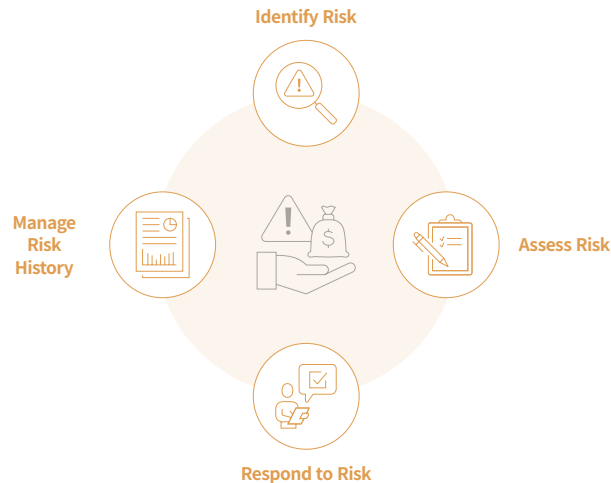 Identify Risk
Manage
Risk
History
$
Assess Risk
Respond to Risk